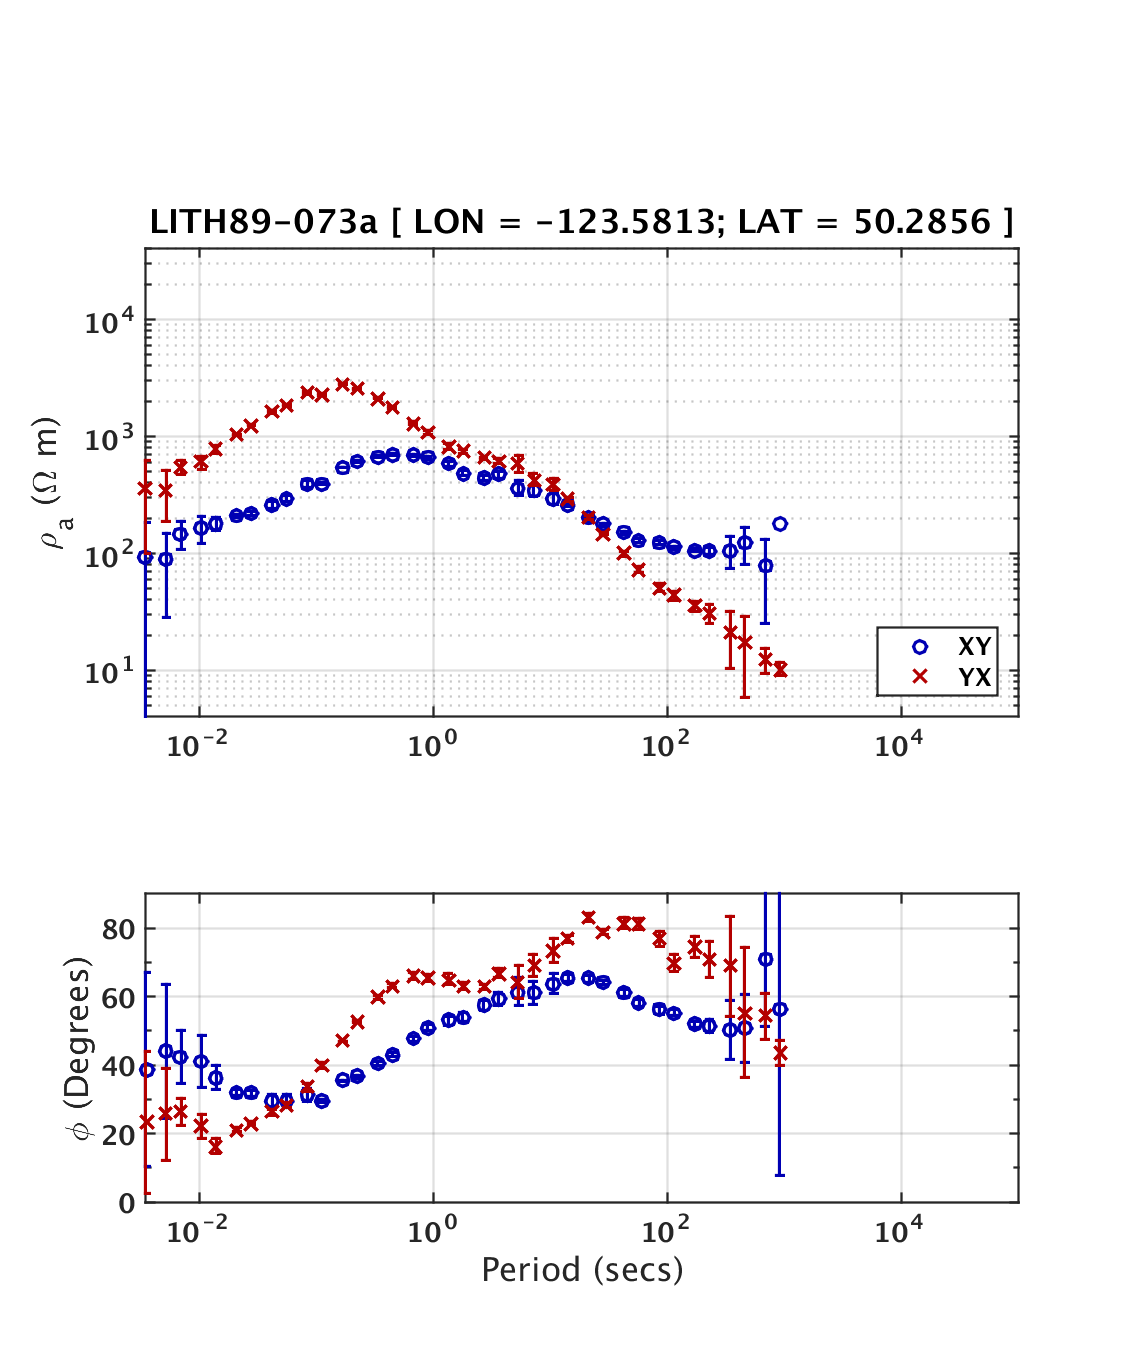 LITH89-073a [ LON = -123.5813; LAT = 50.2856 ]
ρa (Ω m)
10^4
10^3
10^2
10^1
XY
YX
10^-2 10^0 10^2 10^4
ϕ (Degrees)
80
60
40
20
0
10^-2 10^0 10^2 10^4
Period (secs)